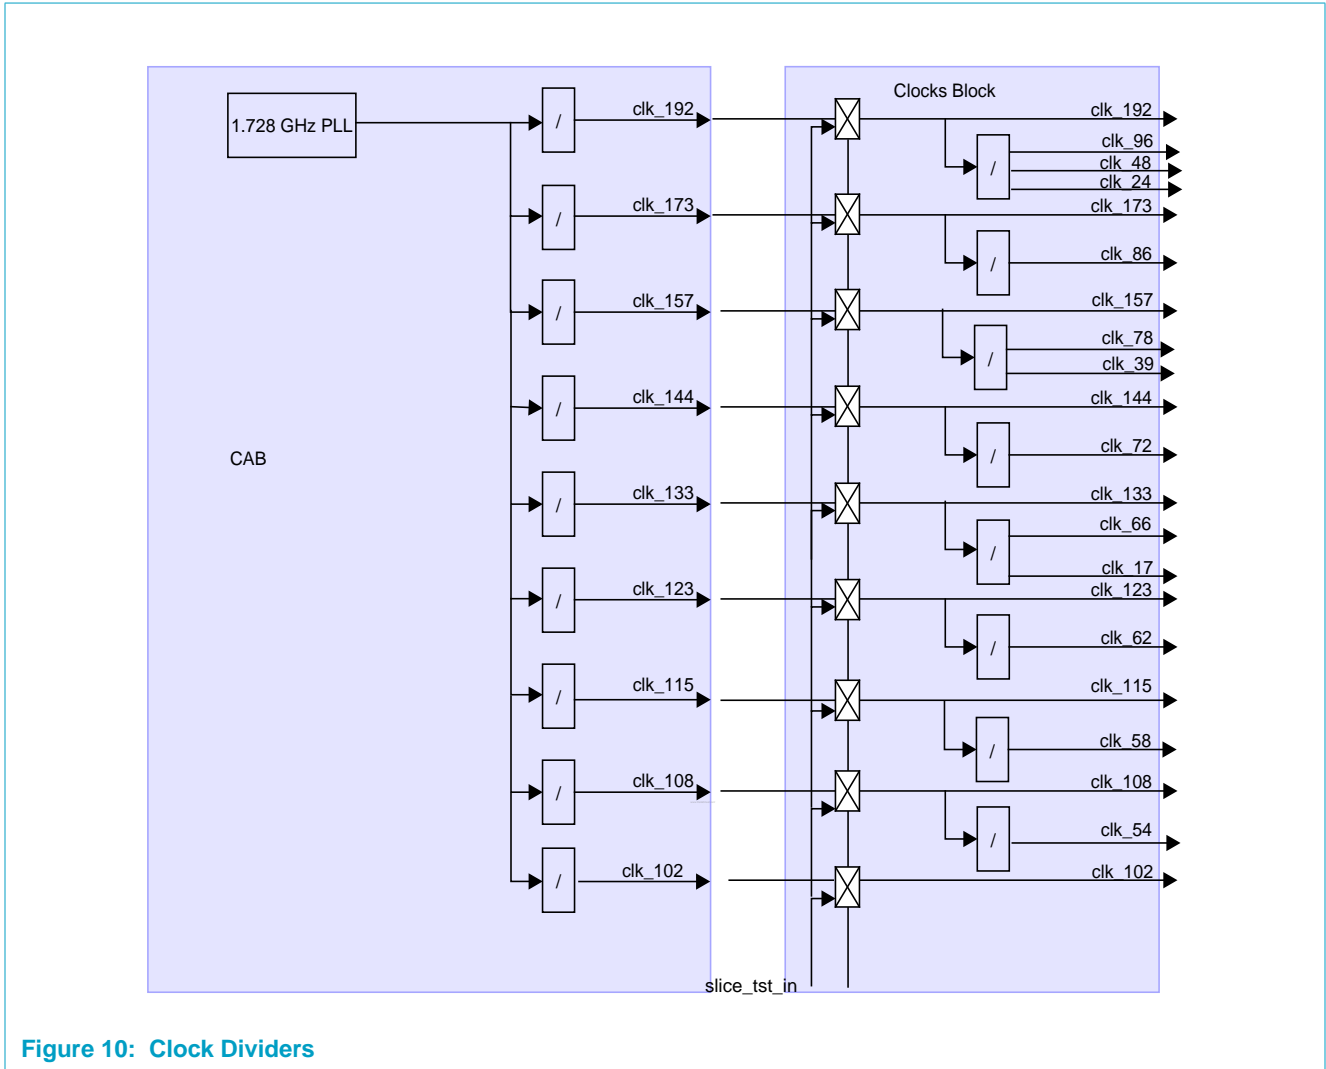 Clocks Block
1.728 GHz PLL
/
clk_192
clk_192
/
clk_96
clk_48
clk_24
/
clk_173
clk_173
/
clk_86
/
clk_157
clk_157
/
clk_78
clk_39
/
clk_144
clk_144
CAB
/
clk_72
/
clk_133
clk_133
/
clk_66
clk_17
/
clk_123
clk_123
/
clk_62
/
clk_115
clk_115
/
clk_58
/
clk_108
clk_108
/
clk_54
/
clk_102
clk_102
slice_tst_in
Figure 10: Clock Dividers